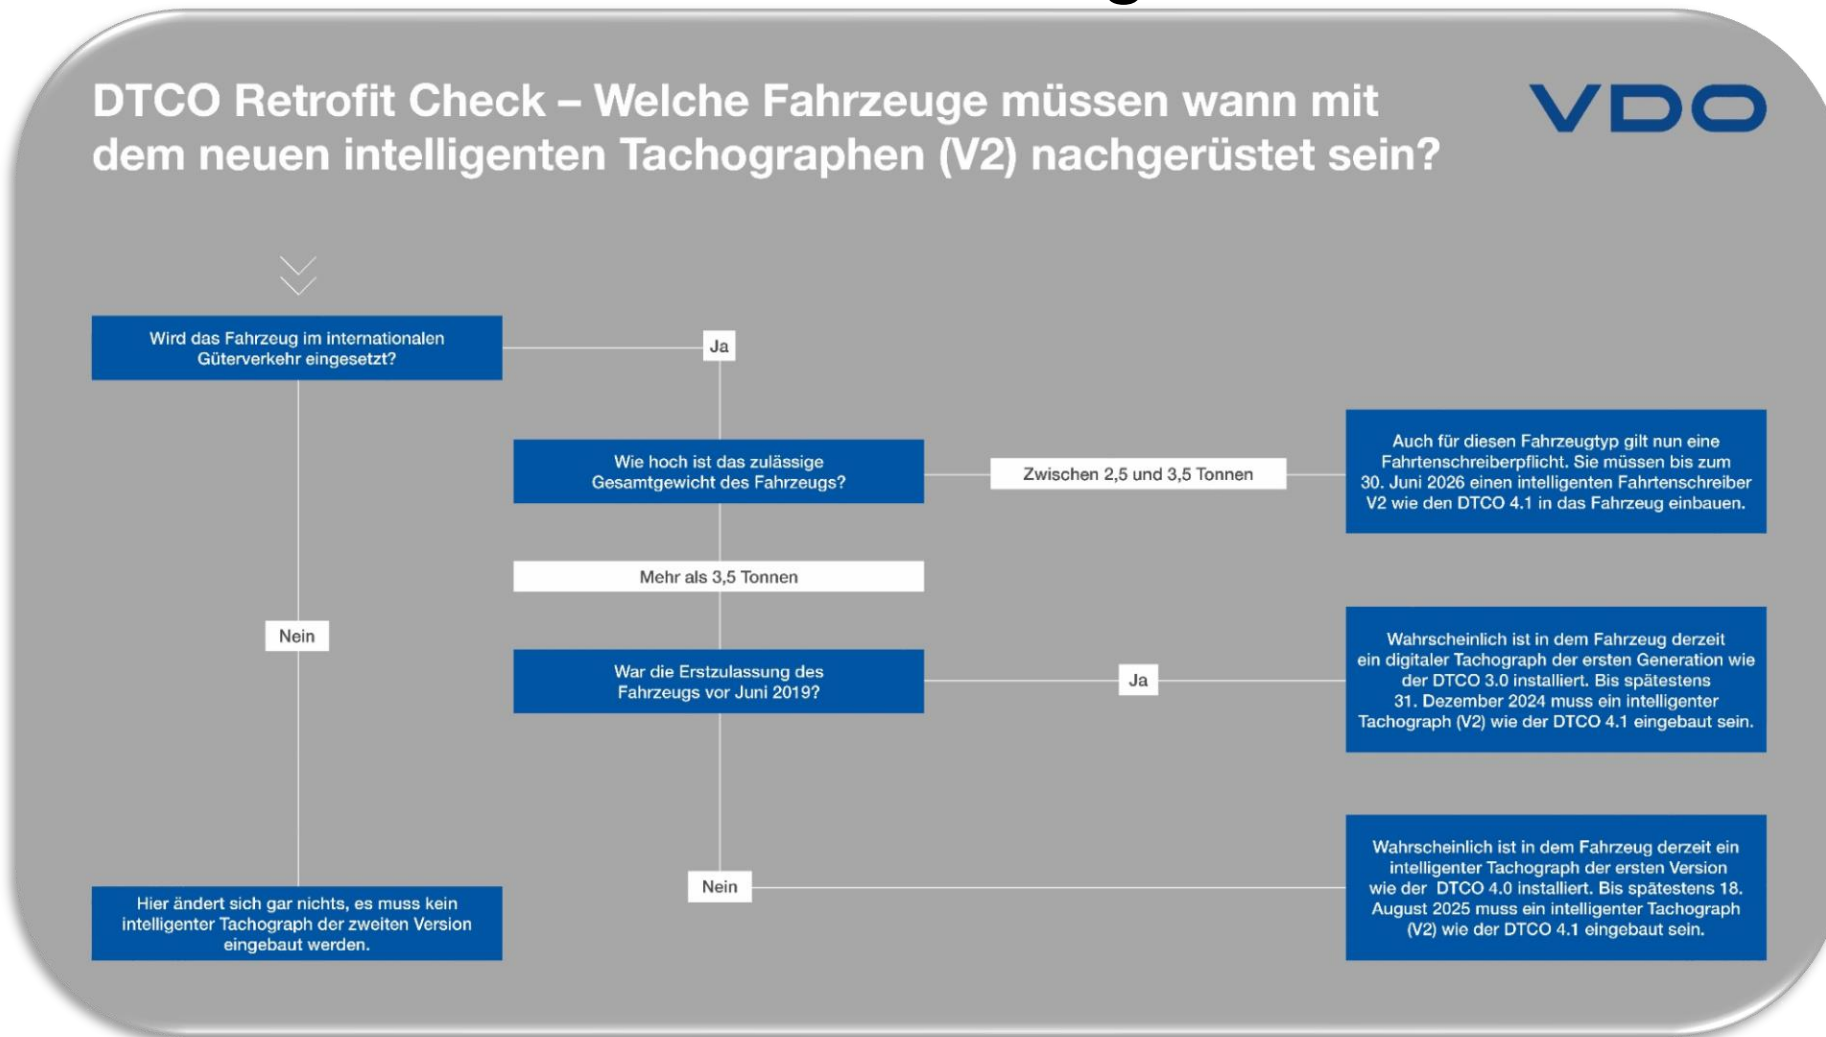 DTCO Retrofit Check – Welche Fahrzeuge müssen wann mit
dem neuen intelligenten Tachographen (V2) nachgerüstet sein?
VDO
Wird das Fahrzeug im internationalen
Güterverkehr eingesetzt?
Ja
Wie hoch ist das zulässige
Gesamtgewicht des Fahrzeugs?
Zwischen 2,5 und 3,5 Tonnen
Auch für diesen Fahrzeugtyp gilt nun eine
Fahrtenschreiberpflicht. Sie müssen bis zum
30. Juni 2026 einen intelligenten Fahrtenschreiber
V2 wie den DTCO 4.1 in das Fahrzeug einbauen.
Mehr als 3,5 Tonnen
Nein
War die Erstzulassung des
Fahrzeugs vor Juni 2019?
Ja
Wahrscheinlich ist in dem Fahrzeug derzeit
ein digitaler Tachograph der ersten Generation wie
der DTCO 3.0 installiert. Bis spätestens
31. Dezember 2024 muss ein intelligenter
Tachograph (V2) wie der DTCO 4.1 eingebaut sein.
Nein
Wahrscheinlich ist in dem Fahrzeug derzeit ein
intelligenter Tachograph der ersten Version
wie der DTCO 4.0 installiert. Bis spätestens 18.
August 2025 muss ein intelligenter Tachograph
(V2) wie der DTCO 4.1 eingebaut sein.
Hier ändert sich gar nichts, es muss kein
intelligenter Tachograph der zweiten Version
eingebaut werden.